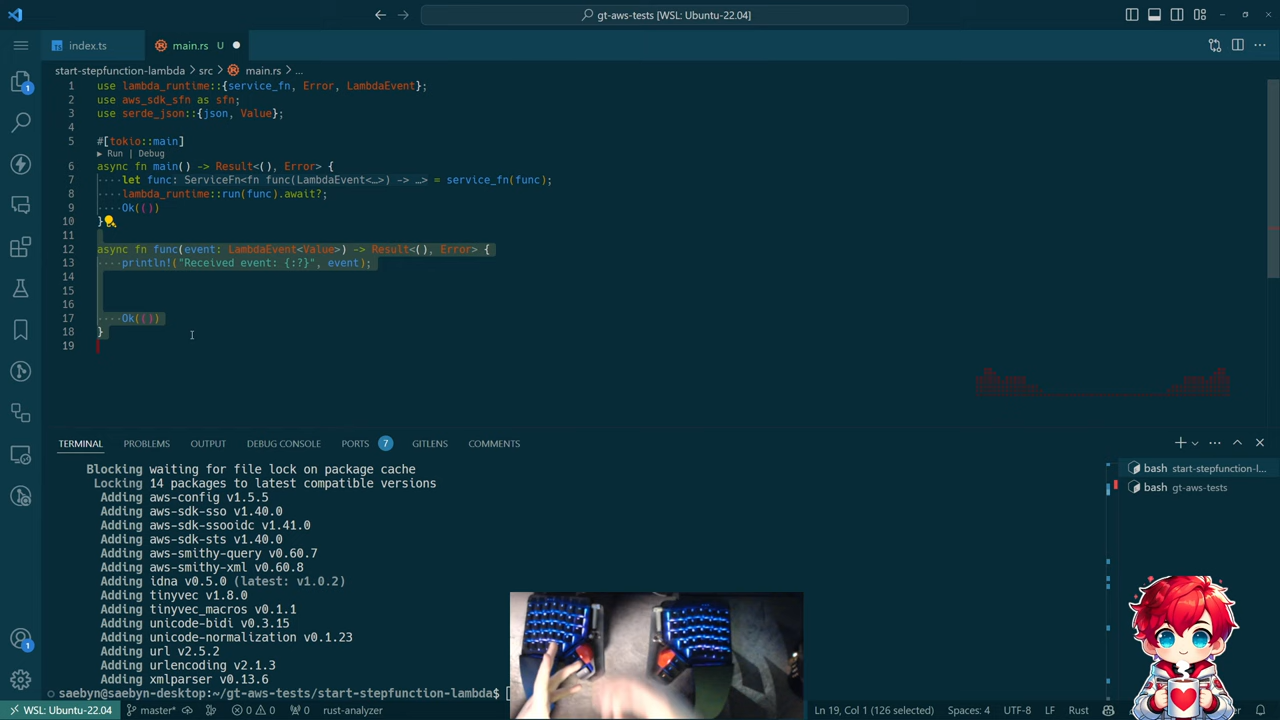 gt-aws-tests [WSL: Ubuntu-22.04]
index.ts
main.rs U
start-stepfunction-lambda > src > main.rs > ...
1 use lambda_runtime::{service_fn, Error, LambdaEvent};
2 use aws_sdk_sfn as sfn;
3 use serde_json::{json, Value};
4
5 #[tokio::main]
▶ Run | Debug
6 async fn main() -> Result<(), Error> {
7 ····let func: ServiceFn<fn func(LambdaEvent<…>) -> …> = service_fn(func);
8 ····lambda_runtime::run(func).await?;
9 ····Ok(())
10 }
11
12 async fn func(event: LambdaEvent<Value>) -> Result<(), Error> {
13 ····println!("Received event: {:?}", event);
14
15
16
17 ····Ok(())
18 }
19
TERMINAL PROBLEMS OUTPUT DEBUG CONSOLE PORTS 7 GITLENS COMMENTS
Blocking waiting for file lock on package cache
Locking 14 packages to latest compatible versions
Adding aws-config v1.5.5
Adding aws-sdk-sso v1.40.0
Adding aws-sdk-ssooidc v1.41.0
Adding aws-sdk-sts v1.40.0
Adding aws-smithy-query v0.60.7
Adding aws-smithy-xml v0.60.8
Adding idna v0.5.0 (latest: v1.0.2)
Adding tinyvec v1.8.0
Adding tinyvec_macros v0.1.1
Adding unicode-bidi v0.3.15
Adding unicode-normalization v0.1.23
Adding url v2.5.2
Adding urlencoding v2.1.3
Adding xmlparser v0.13.6
saebyn@saebyn-desktop:~/gt-aws-tests/start-stepfunction-lambda$
bash start-stepfunction-l...
bash gt-aws-tests
1
1
WSL: Ubuntu-22.04 master* 0 0 0 rust-analyzer
Ln 19, Col 1 (126 selected) Spaces: 4 UTF-8 LF Rust